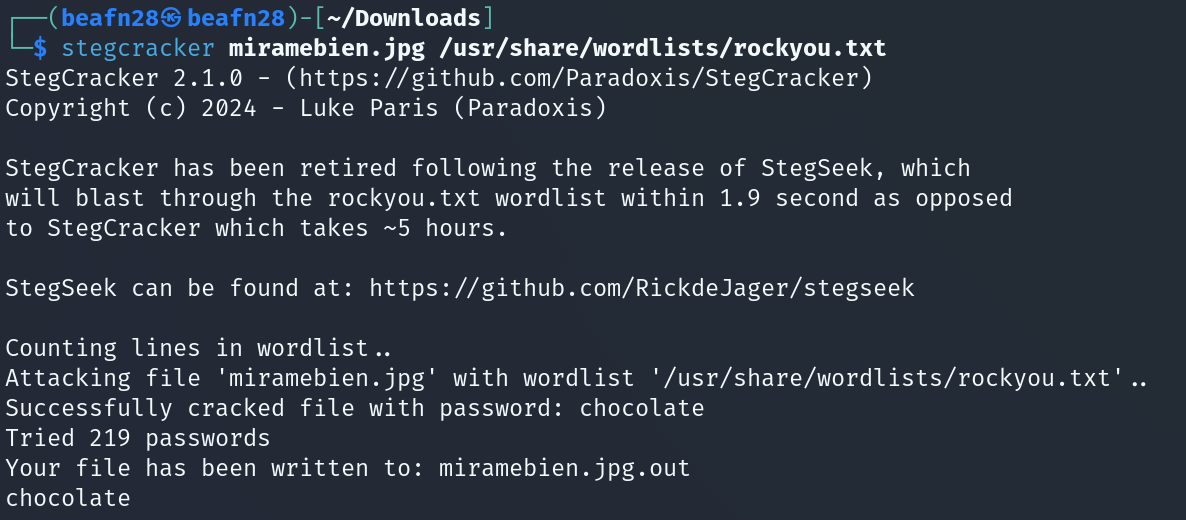 ┌──(beafn28㉿beafn28)-[~/Downloads]
└─$ stegcracker miramebien.jpg /usr/share/wordlists/rockyou.txt
StegCracker 2.1.0 - (https://github.com/Paradoxis/StegCracker)
Copyright (c) 2024 - Luke Paris (Paradoxis)

StegCracker has been retired following the release of StegSeek, which
will blast through the rockyou.txt wordlist within 1.9 second as opposed
to StegCracker which takes ~5 hours.

StegSeek can be found at: https://github.com/RickdeJager/stegseek

Counting lines in wordlist..
Attacking file 'miramebien.jpg' with wordlist '/usr/share/wordlists/rockyou.txt'..
Successfully cracked file with password: chocolate
Tried 219 passwords
Your file has been written to: miramebien.jpg.out
chocolate